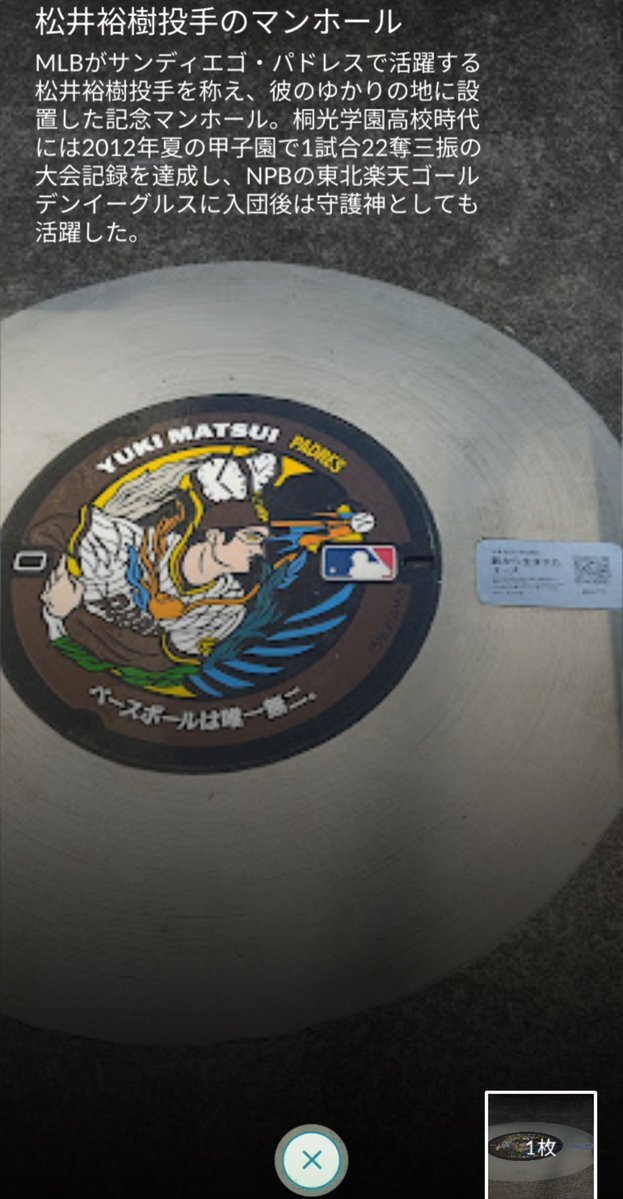 松井裕樹投手のマンホール
MLBがサンディエゴ・パドレスで活躍する
松井裕樹投手を称え、彼のゆかりの地に設
置した記念マンホール。桐光学園高校時代
には2012年夏の甲子園で1試合22奪三振の
大会記録を達成し、NPBの東北楽天ゴール
デンイーグルスに入団後は守護神としても
活躍した。
YUKI MATSUI PADRES
ベースボールは唯一無二。
1枚